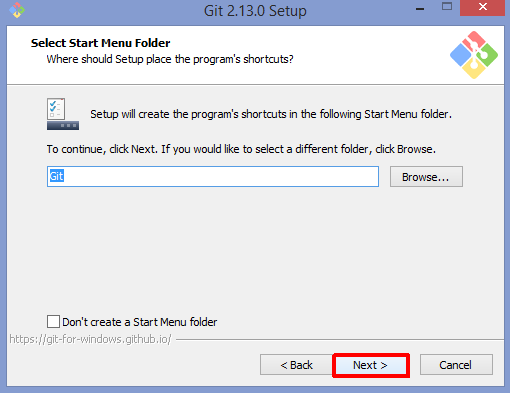 Git 2.13.0 Setup
Select Start Menu Folder
Where should Setup place the program's shortcuts?
Setup will create the program's shortcuts in the following Start Menu folder.
To continue, click Next. If you would like to select a different folder, click Browse.
Git
Browse...
Don't create a Start Menu folder
https://git-for-windows.github.io/
< Back
Next >
Cancel